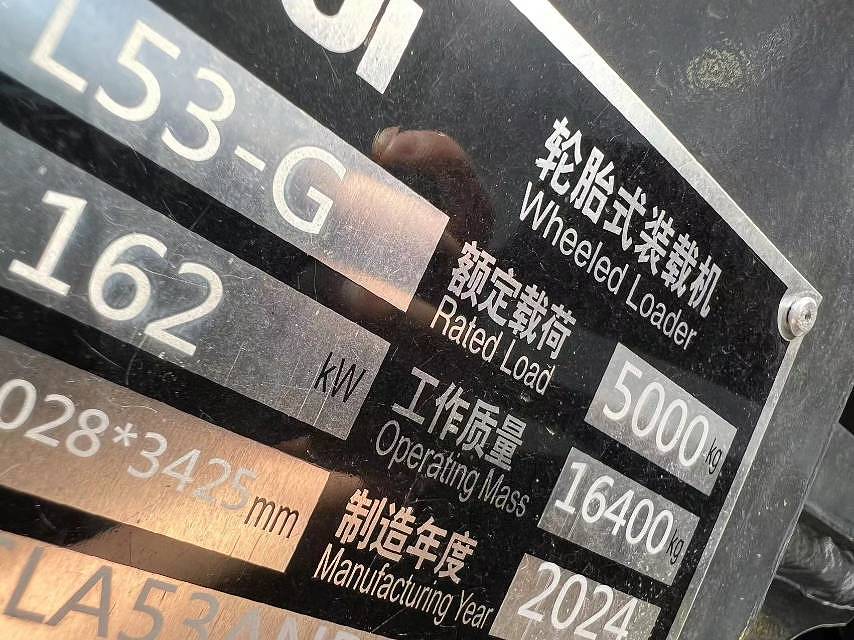 轮胎式装载机
Wheeled Loader
L53-G
额定载荷
Rated Load
5000kg
162 kW
工作质量
Operating Mass
16400kg
028*3425mm
制造年度
Manufacturing Year
2024
LA53